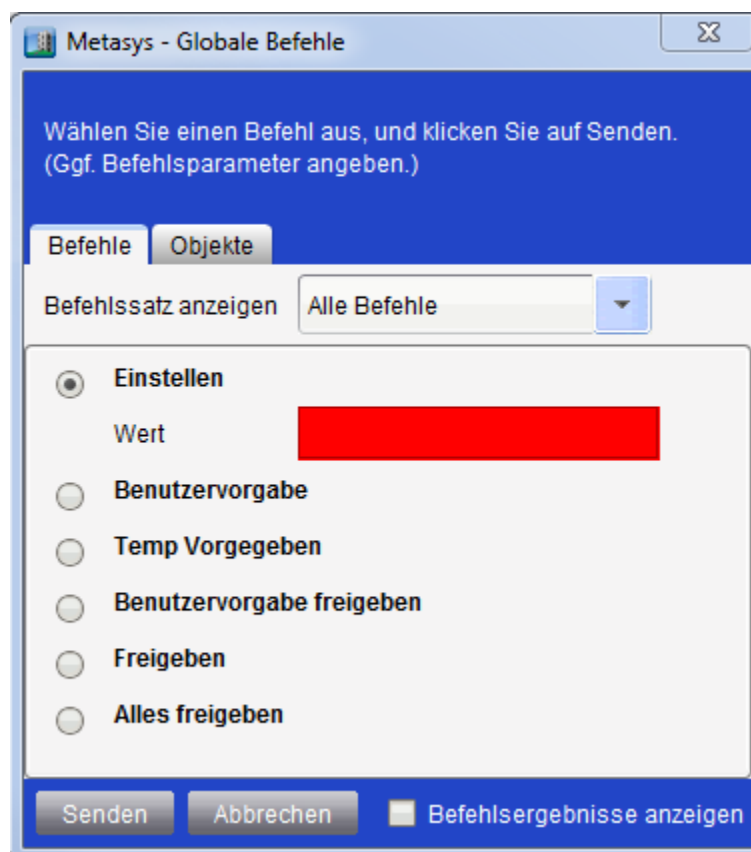 Metasys - Globale Befehle
Wählen Sie einen Befehl aus, und klicken Sie auf Senden.
(Ggf. Befehlsparameter angeben.)
Befehle Objekte
Befehlssatz anzeigen Alle Befehle
Einstellen
Wert
Benutzervorgabe
Temp Vorgegeben
Benutzervorgabe freigeben
Freigeben
Alles freigeben
Senden Abbrechen Befehlsergebnisse anzeigen